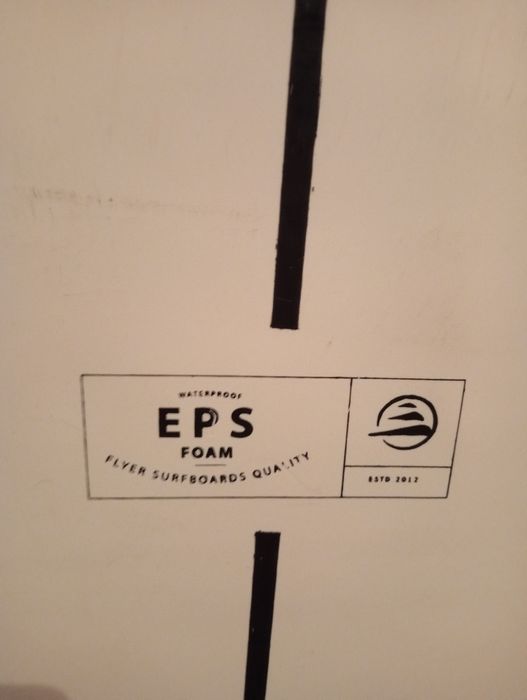 WATERPROOF
EPS
FOAM
FLYER SURFBOARDS QUALITY
ESTD 2012